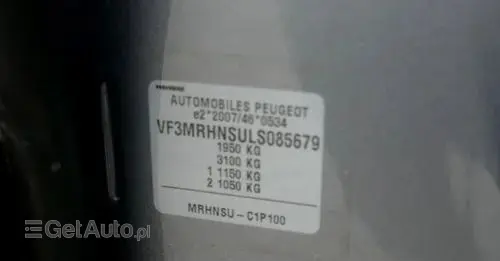 AUTOMOBILES PEUGEOT
e2*2007/46*0534
VF3MRHNSULS085679
1950 KG
3100 KG
1 1150 KG
2 1050 KG
MRHNSU-C1P100
GetAuto.pl